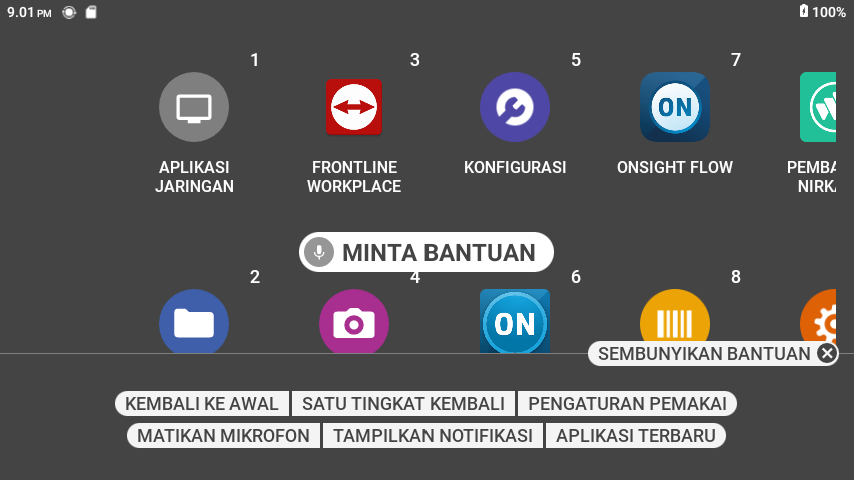 9.01 PM
100%
1
3
5
7
APLIKASI
JARINGAN
FRONTLINE
WORKPLACE
KONFIGURASI
ONSIGHT FLOW
ON
MINTA BANTUAN
2
4
6
8
ON
SEMBUNYIKAN BANTUAN
KEMBALI KE AWAL
SATU TINGKAT KEMBALI
PENGATURAN PEMAKAI
MATIKAN MIKROFON
TAMPILKAN NOTIFIKASI
APLIKASI TERBARU